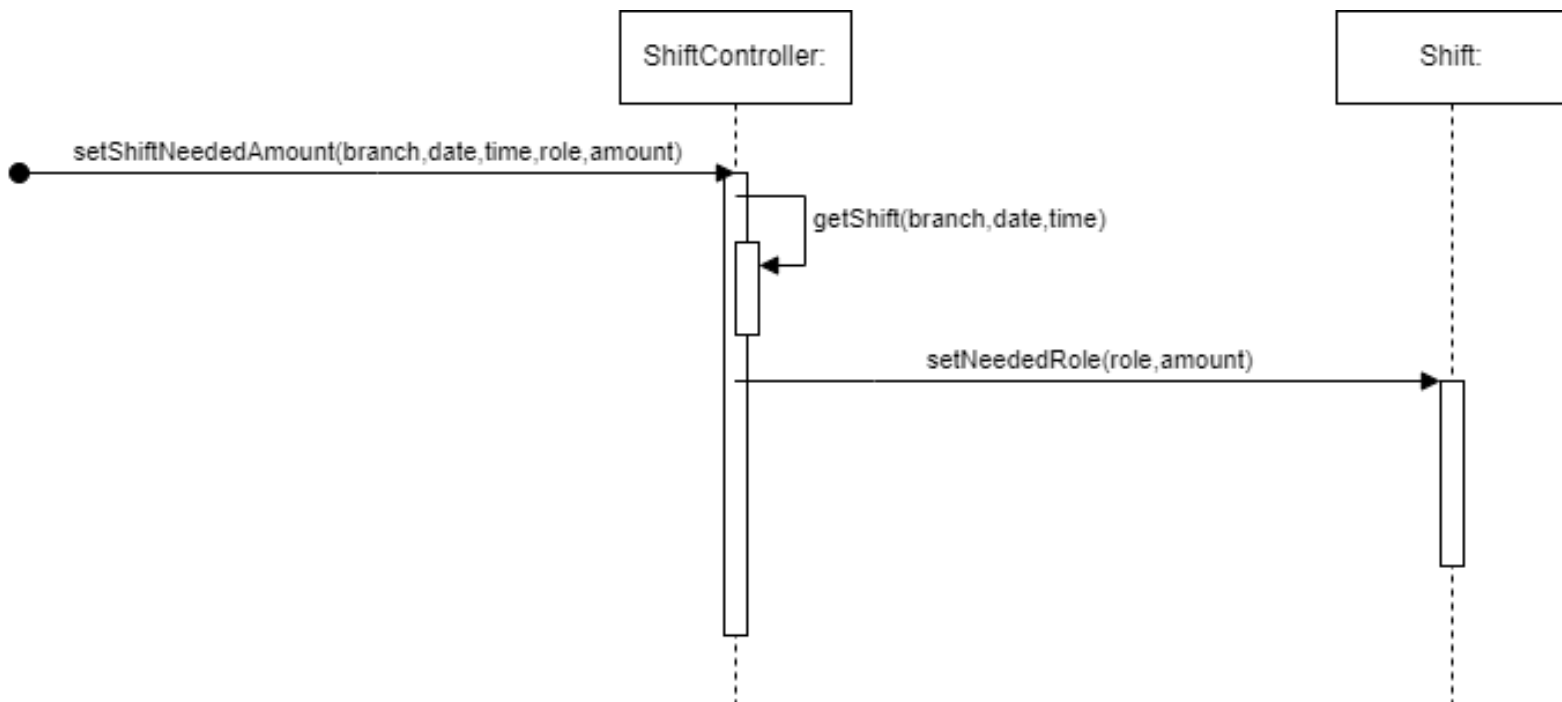 ShiftController:
Shift:
setShiftNeededAmount(branch,date,time,role,amount)
getShift(branch,date,time)
setNeededRole(role,amount)